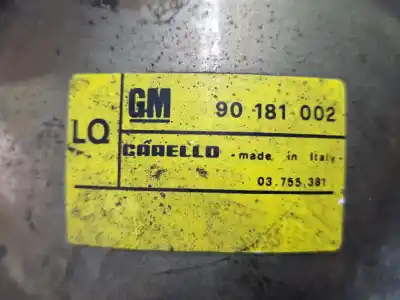 GM 90 181 002
LQ
CARELLO -made in Italy-
03.755.381